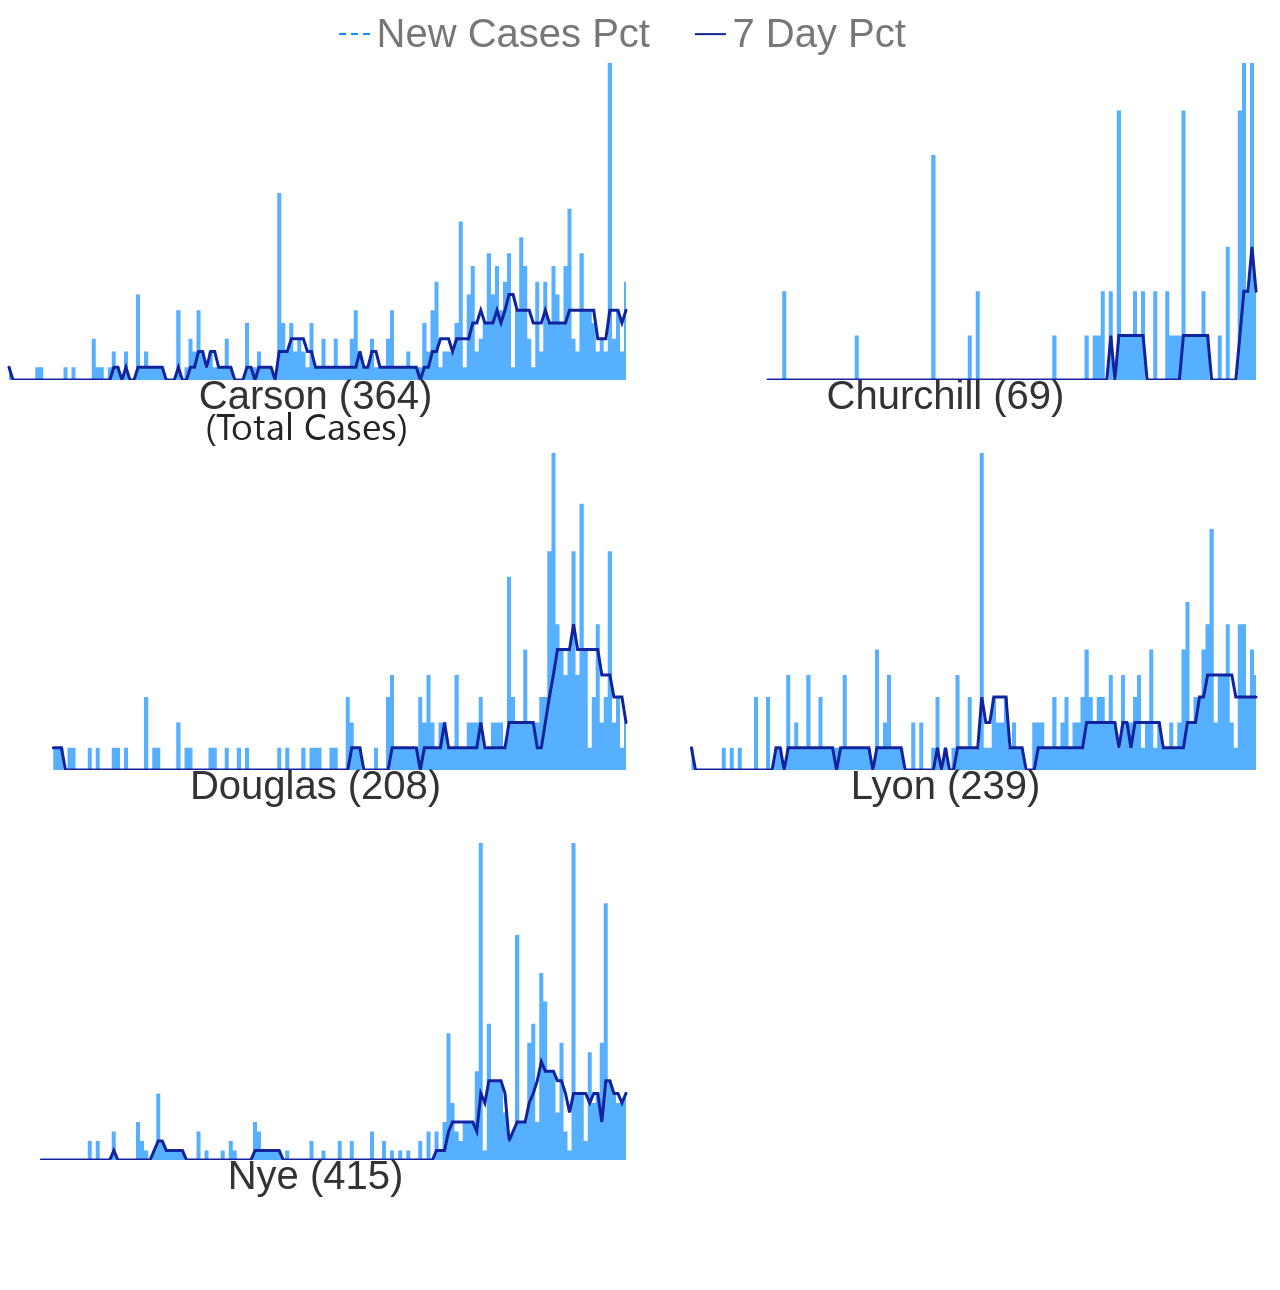 New Cases Pct 7 Day Pct
Carson (364) Churchill (69)
(Total Cases)
Douglas (208) Lyon (239)
Nye (415)